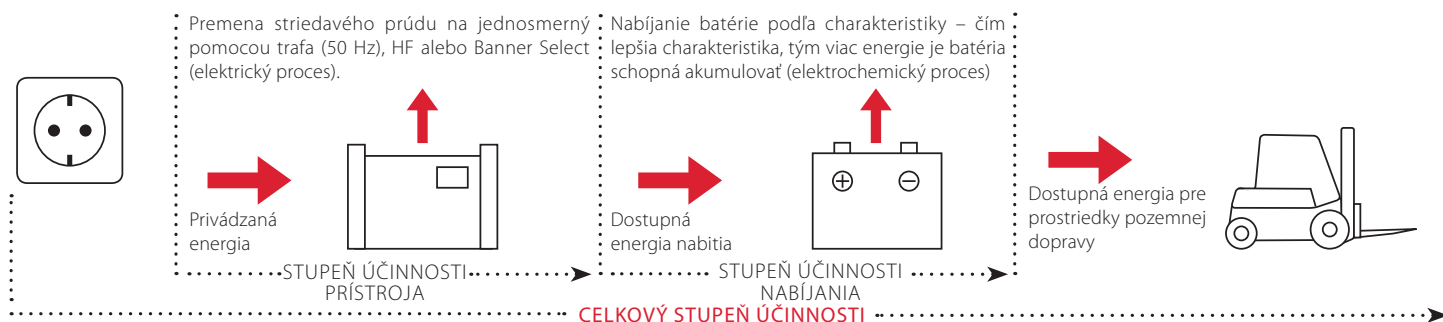 Premena striedavého prúdu na jednosmerný
pomocou trafa (50 Hz), HF alebo Banner Select
(elektrický proces).
Nabíjanie batérie podľa charakteristiky – čím
lepšia charakteristika, tým viac energie je batéria
schopná akumulovať (elektrochemický proces)
Privádzaná
energia
Dostupná
energia nabitia
Dostupná energia pre
prostriedky pozemnej
dopravy
STUPEŇ ÚČINNOSTI
PRÍSTROJA
STUPEŇ ÚČINNOSTI
NABÍJANIA
CELKOVÝ STUPEŇ ÚČINNOSTI